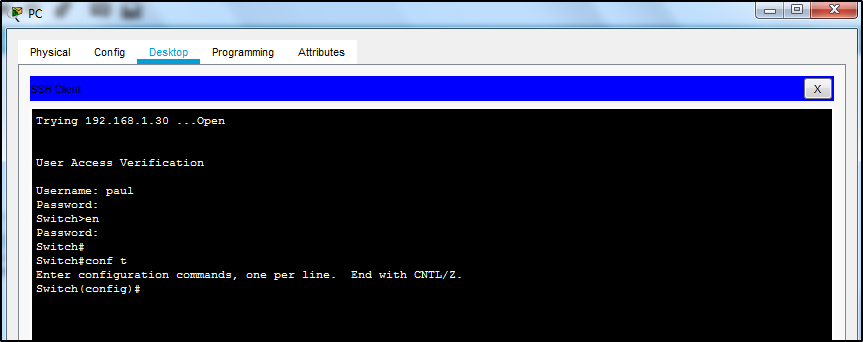 PC
Physical Config Desktop Programming Attributes
SSH Client
X
Trying 192.168.1.30 ...Open
User Access Verification
Username: paul
Password:
Switch>en
Password:
Switch#
Switch#conf t
Enter configuration commands, one per line.  End with CNTL/Z.
Switch(config)#